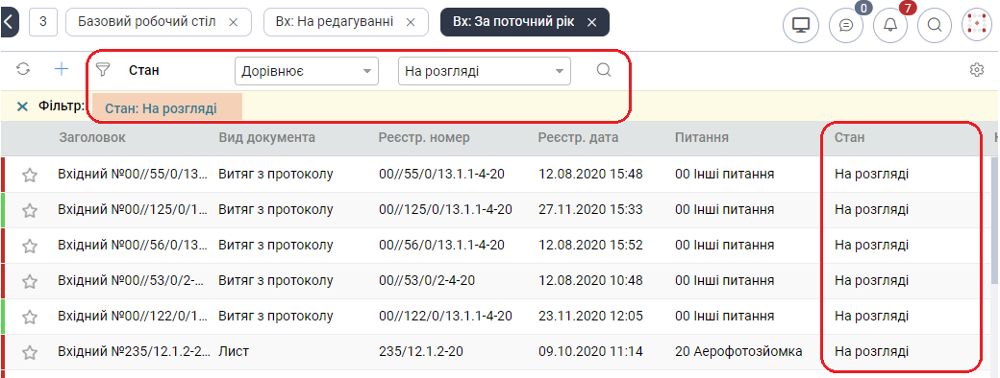 3 Базовий робочий стіл Вх: На редагуванні Вх: За поточний рік 0 7
Стан Дорівнює На розгляді
Фільтр: Стан: На розгляді
Заголовок Вид документа Реєстр. номер Реєстр. дата Питання Стан
Вхідний №00//55/0/13... Витяг з протоколу 00//55/0/13.1.1-4-20 12.08.2020 15:48 00 Інші питання На розгляді
Вхідний №00//125/0/1... Витяг з протоколу 00//125/0/13.1.1-4-20 27.11.2020 15:33 00 Інші питання На розгляді
Вхідний №00//56/0/13... Витяг з протоколу 00//56/0/13.1.1-4-20 12.08.2020 15:52 00 Інші питання На розгляді
Вхідний №00//53/0/2-... Витяг з протоколу 00//53/0/2-4-20 12.08.2020 10:48 00 Інші питання На розгляді
Вхідний №00//122/0/1... Витяг з протоколу 00//122/0/13.1.1-4-20 23.11.2020 12:05 00 Інші питання На розгляді
Вхідний №235/12.1.2-2... Лист 235/12.1.2-20 09.10.2020 11:14 20 Аерофотозйомка На розгляді